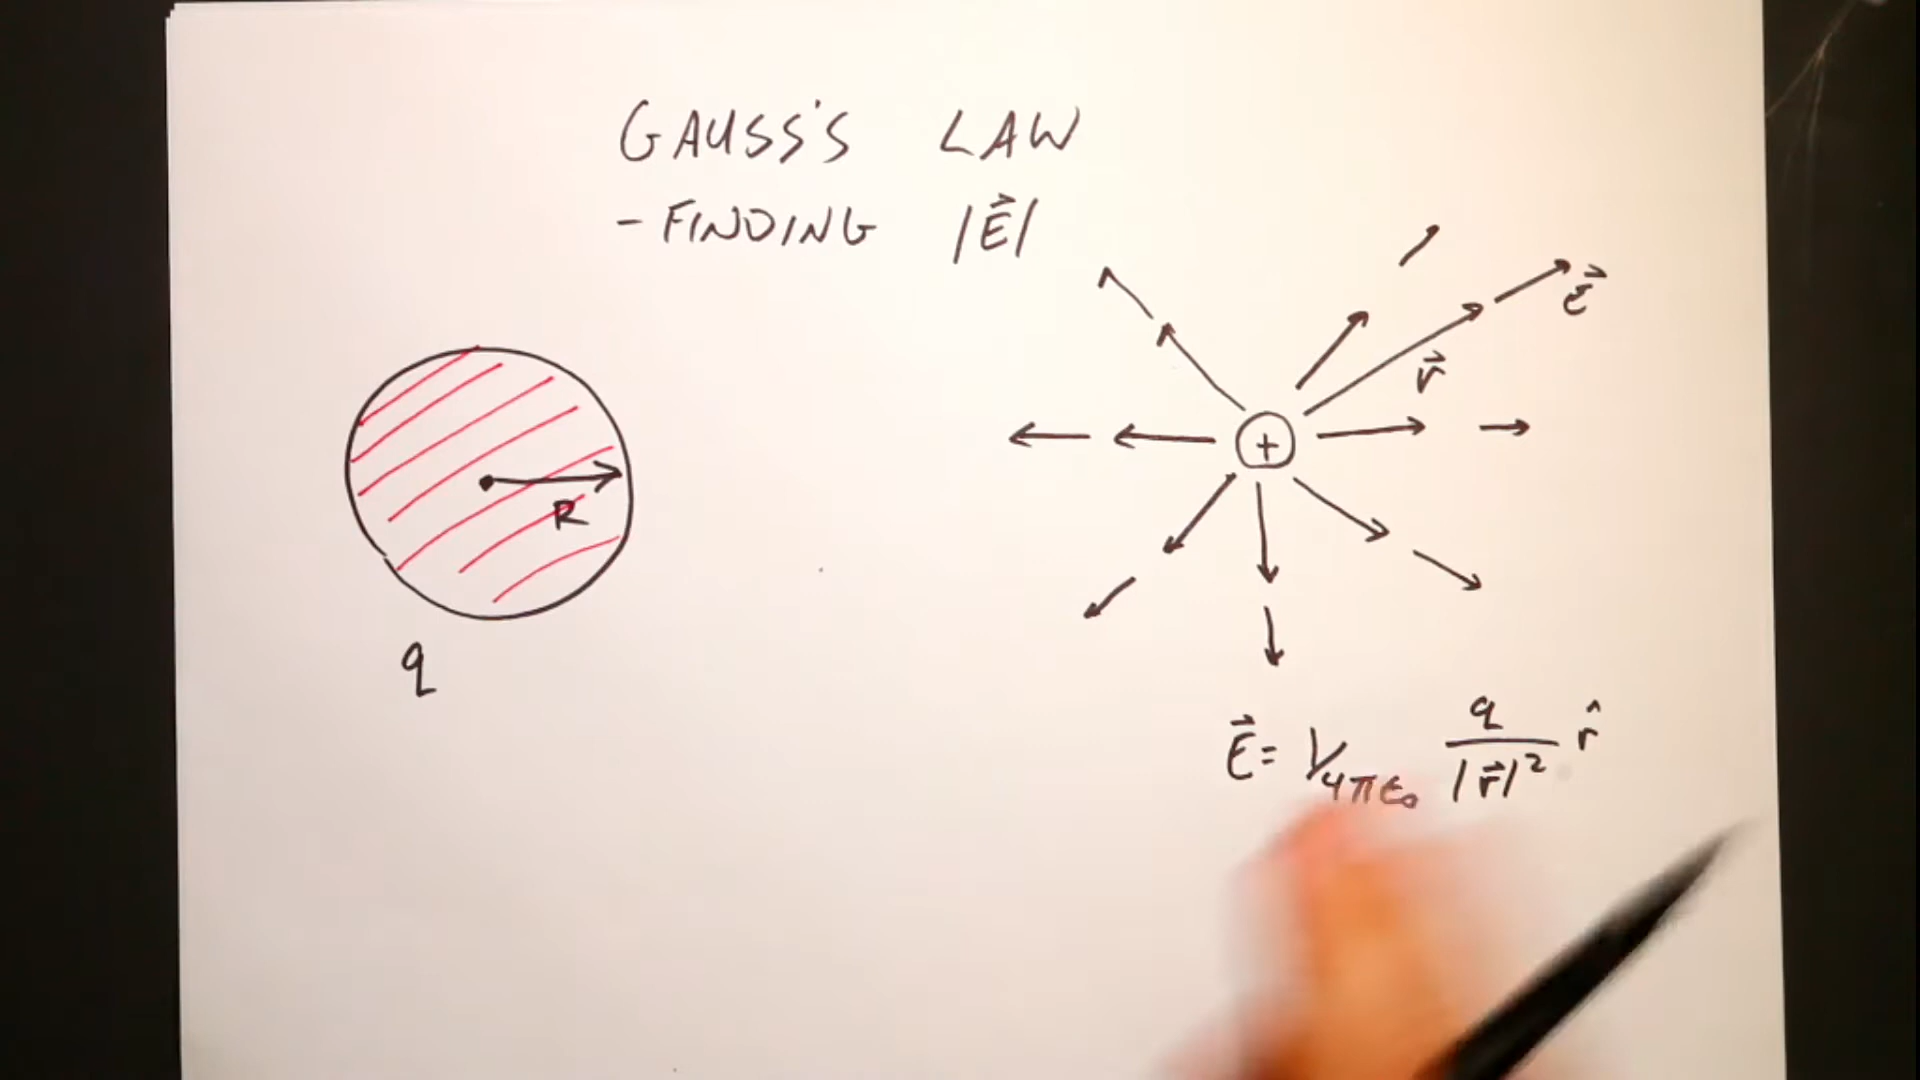 GAUSS'S LAW
- FINDING |E⃗|
R
q
E⃗
r⃗
+
E⃗ = 1/4πε₀ q/|r⃗|² r̂